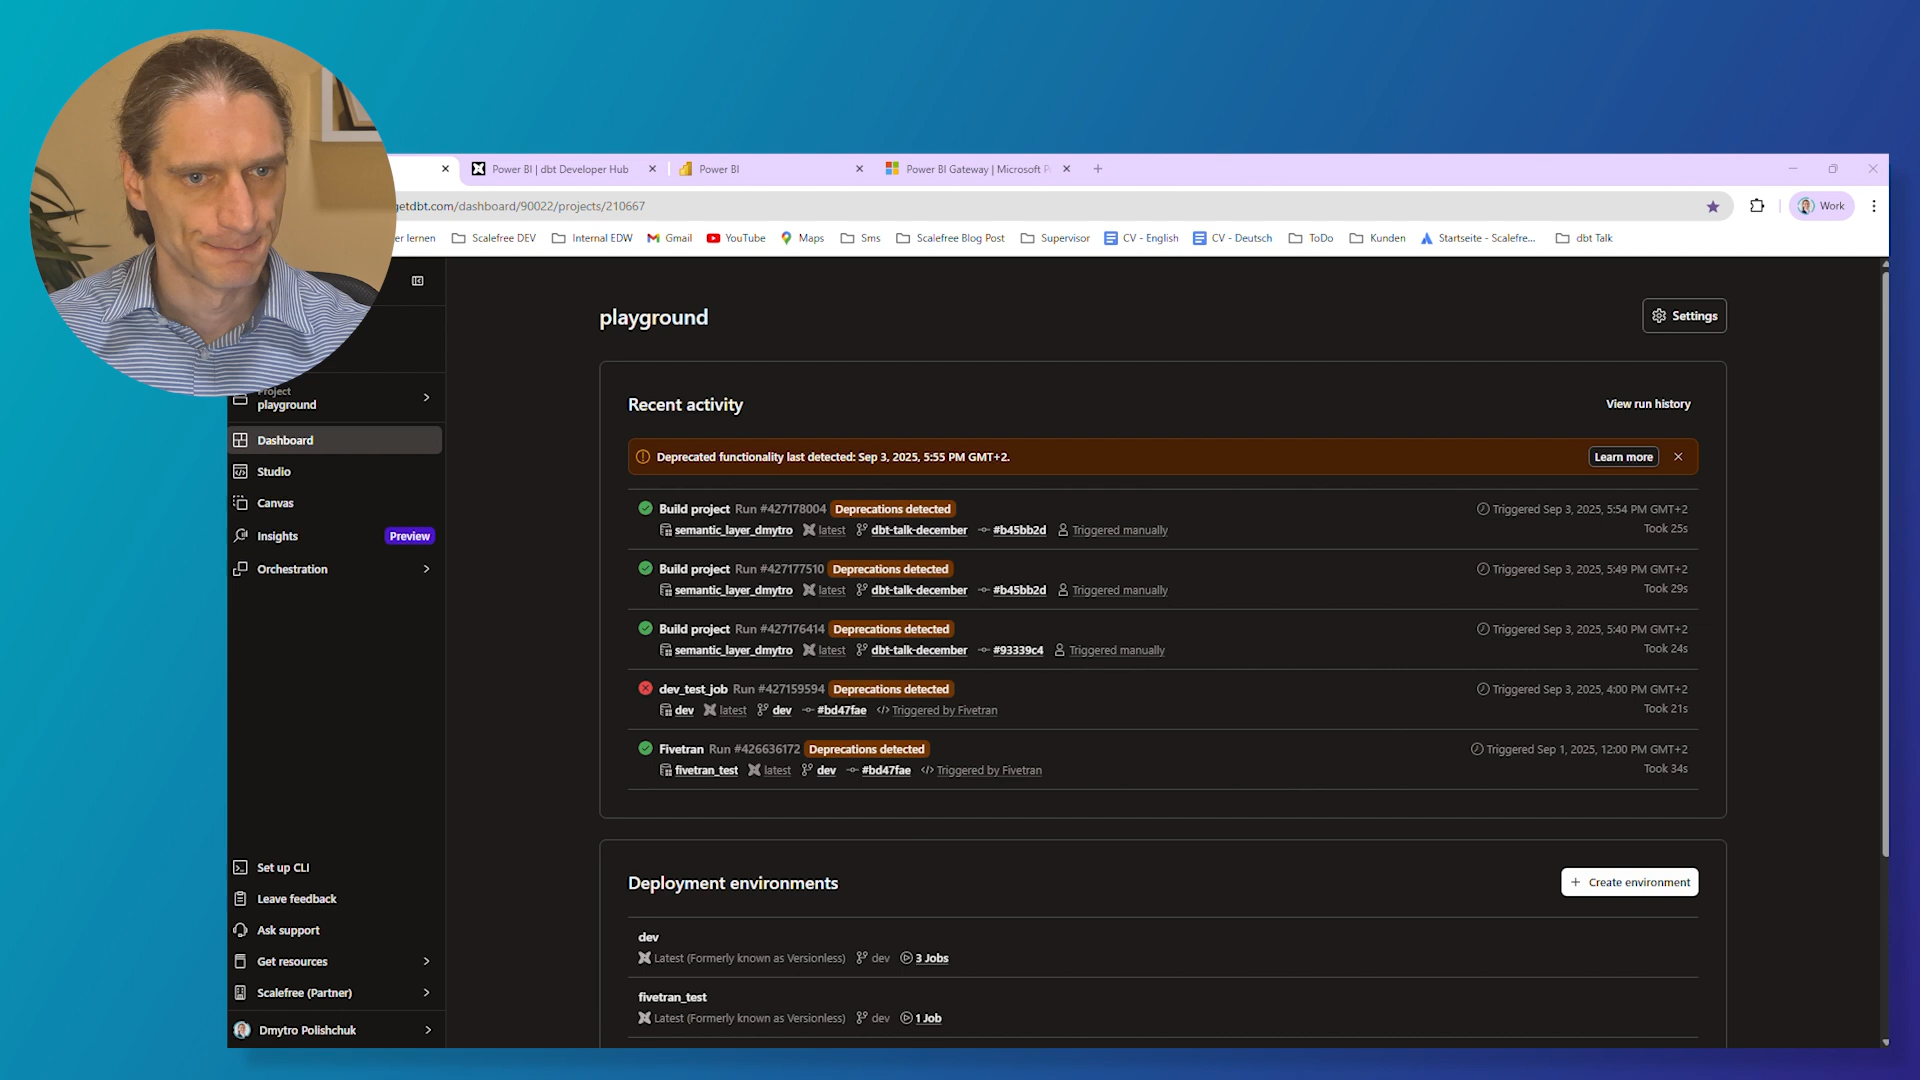 Power BI | dbt Developer Hub
Power BI
Power BI Gateway | Microsoft P
getdbt.com/dashboard/90022/projects/210667
Work
er lernen
Scalefree DEV
Internal EDW
Gmail
YouTube
Maps
Sms
Scalefree Blog Post
Supervisor
CV - English
CV - Deutsch
ToDo
Kunden
Startseite - Scalefre...
dbt Talk
Project
playground
Dashboard
Studio
Canvas
Insights
Preview
Orchestration
Set up CLI
Leave feedback
Ask support
Get resources
Scalefree (Partner)
Dmytro Polishchuk
playground
Settings
Recent activity
View run history
Deprecated functionality last detected: Sep 3, 2025, 5:55 PM GMT+2.
Learn more
Build project Run #427178004 Deprecations detected
Triggered Sep 3, 2025, 5:54 PM GMT+2
semantic_layer_dmytro latest dbt-talk-december #b45bb2d Triggered manually
Took 25s
Build project Run #427177510 Deprecations detected
Triggered Sep 3, 2025, 5:49 PM GMT+2
semantic_layer_dmytro latest dbt-talk-december #b45bb2d Triggered manually
Took 29s
Build project Run #427176414 Deprecations detected
Triggered Sep 3, 2025, 5:40 PM GMT+2
semantic_layer_dmytro latest dbt-talk-december #93339c4 Triggered manually
Took 24s
dev_test_job Run #427159594 Deprecations detected
Triggered Sep 3, 2025, 4:00 PM GMT+2
dev latest dev #bd47fae Triggered by Fivetran
Took 21s
Fivetran Run #426636172 Deprecations detected
Triggered Sep 1, 2025, 12:00 PM GMT+2
fivetran_test latest dev #bd47fae Triggered by Fivetran
Took 34s
Deployment environments
+ Create environment
dev
Latest (Formerly known as Versionless) dev 3 Jobs
fivetran_test
Latest (Formerly known as Versionless) dev 1 Job